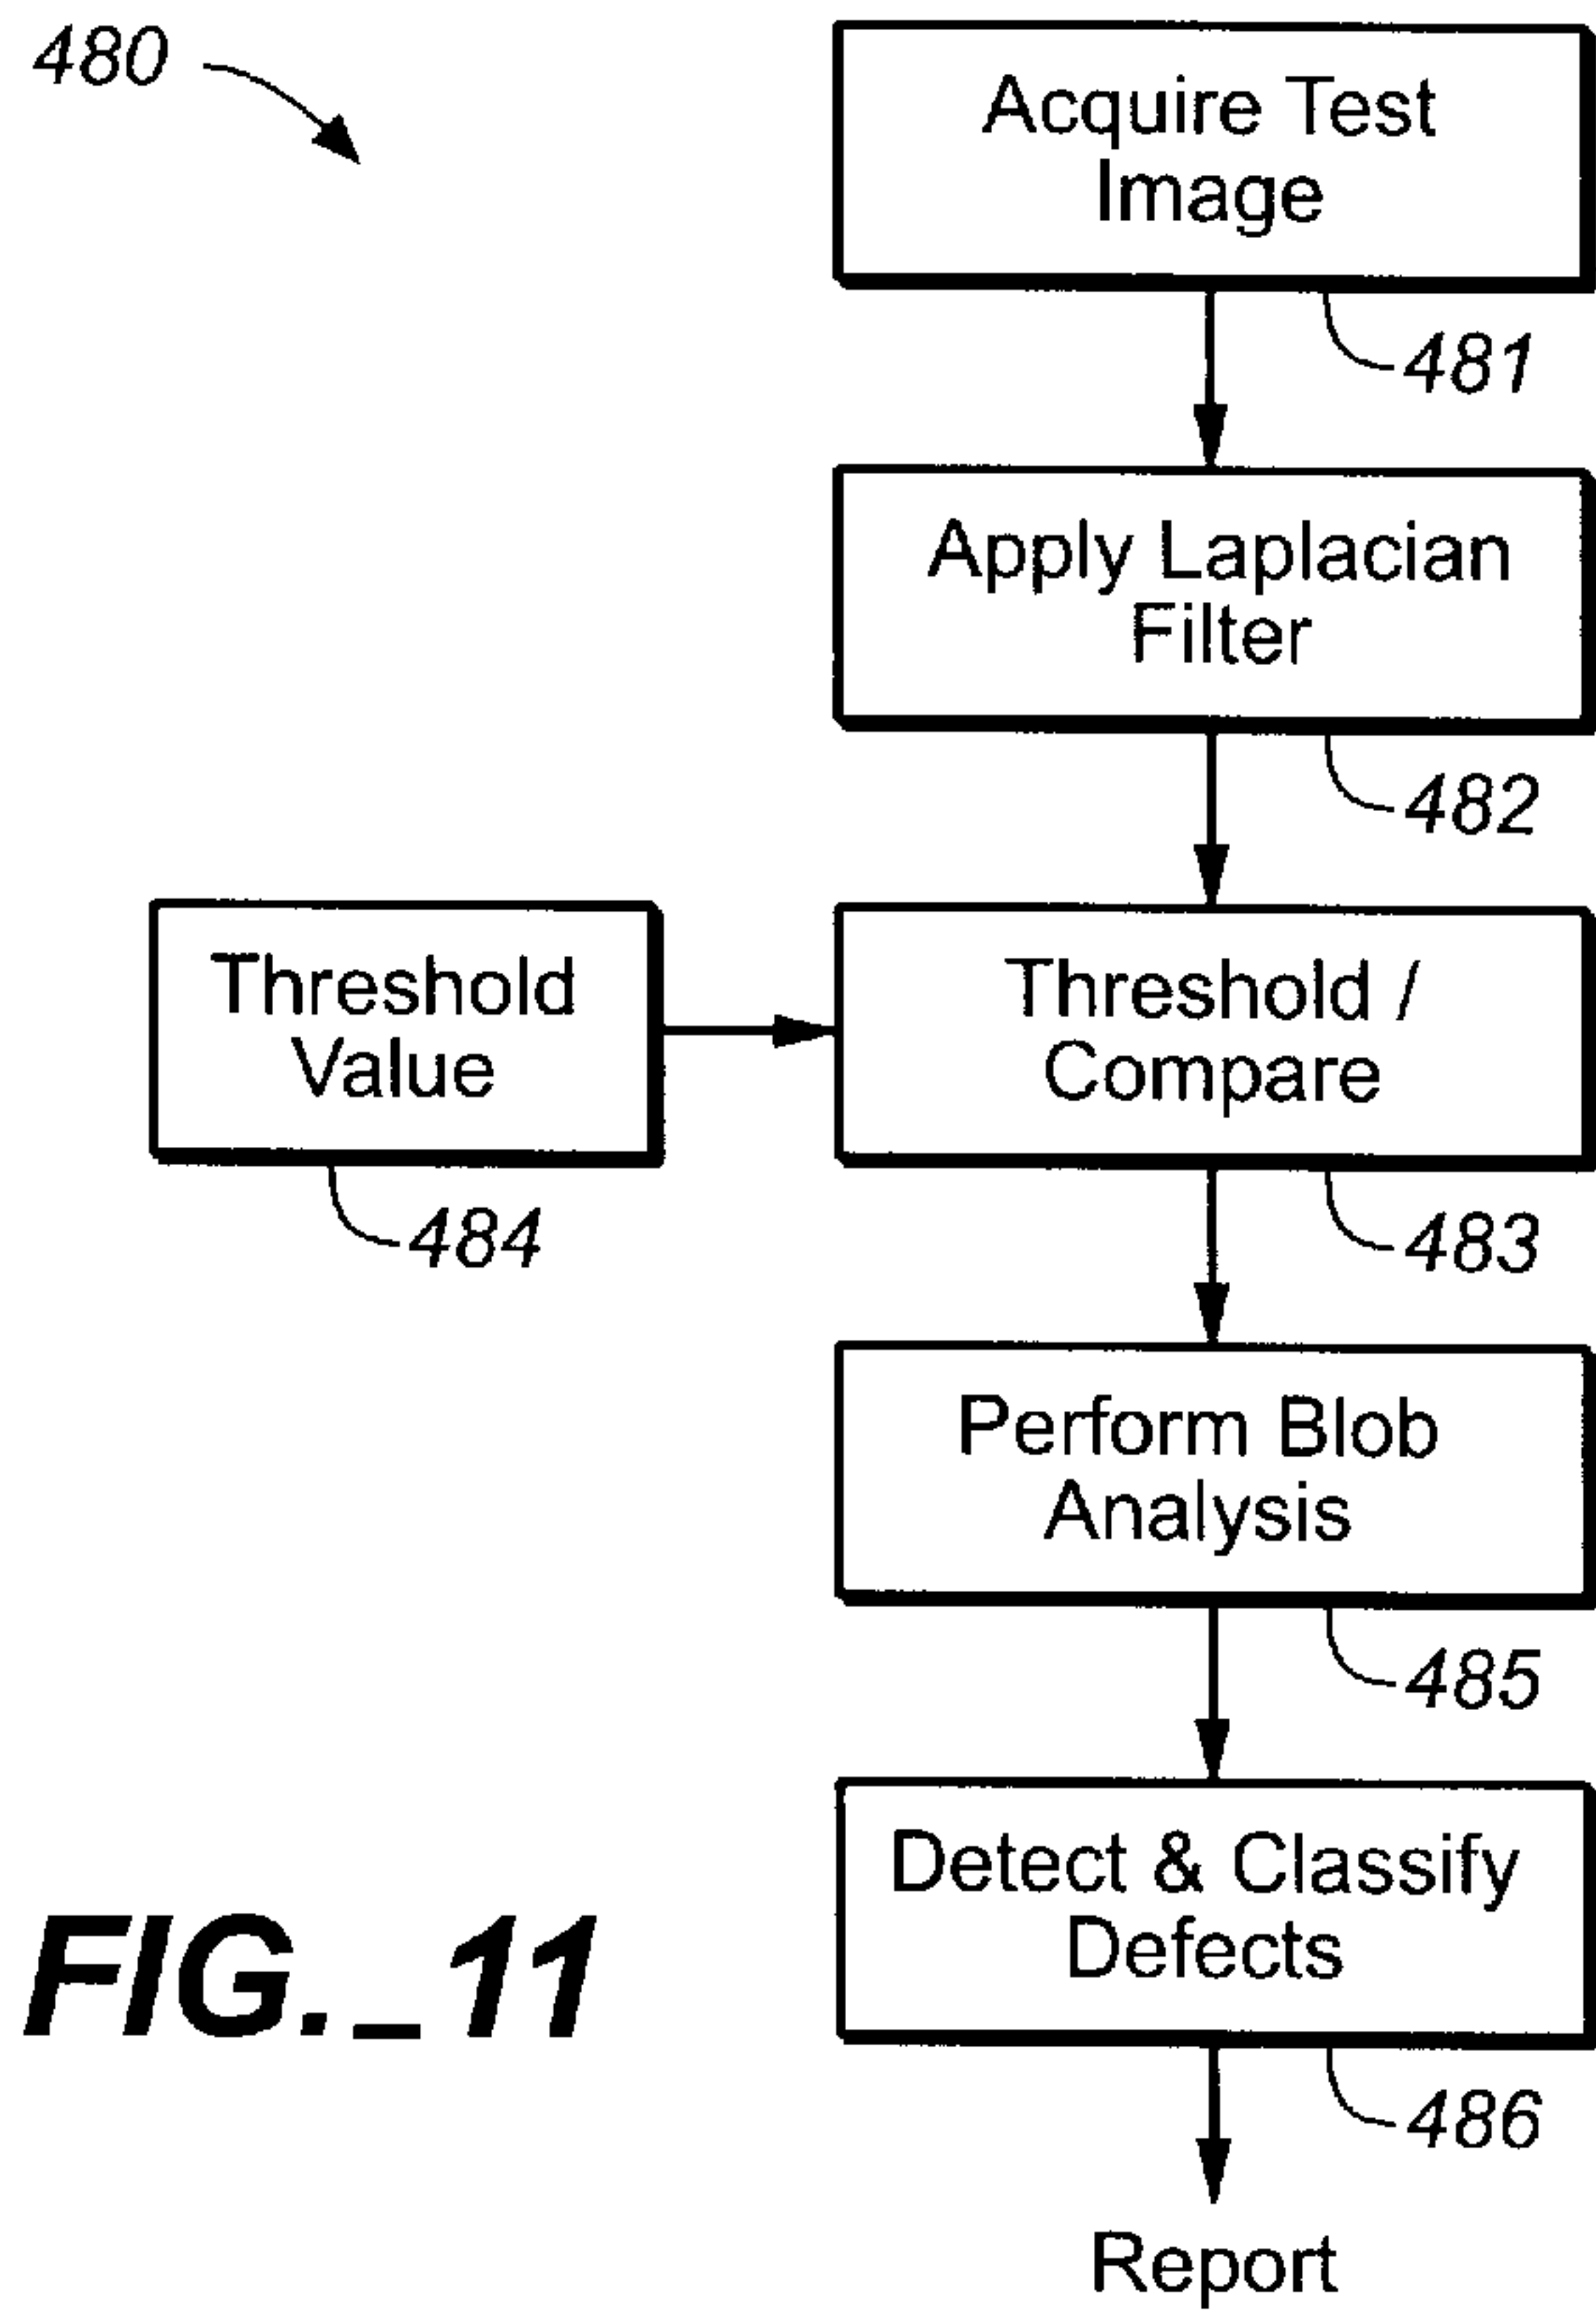 480
Acquire Test
Image
481
Apply Laplacian
Filter
482
Threshold
Value
484
Threshold /
Compare
483
Perform Blob
Analysis
485
Detect & Classify
Defects
486
Report
FIG._11